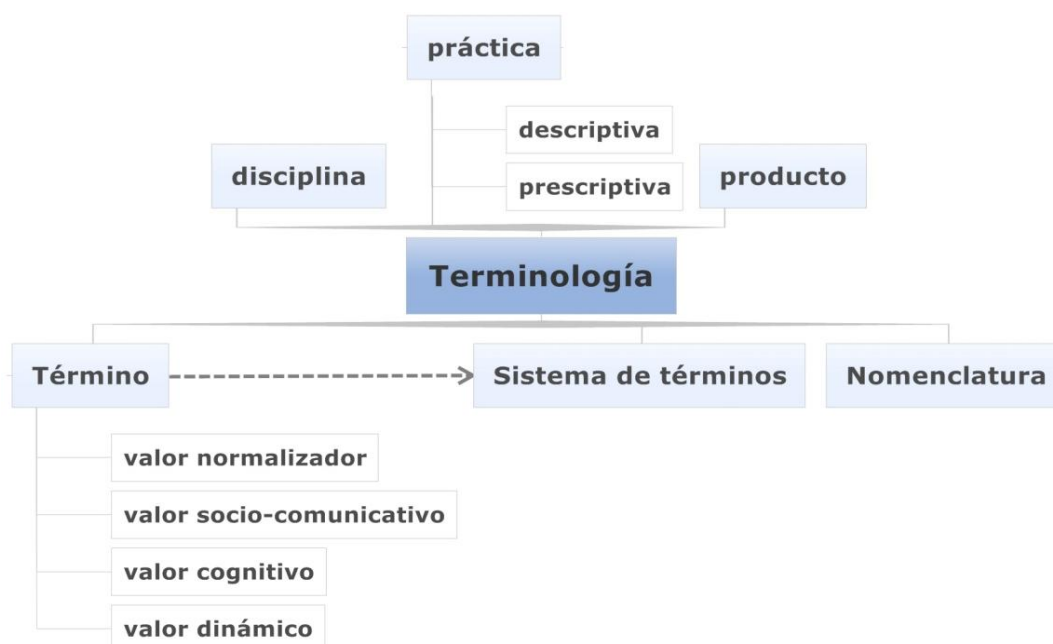 práctica
descriptiva
disciplina
prescriptiva
producto
Terminología
Término
Sistema de términos
Nomenclatura
valor normalizador
valor socio-comunicativo
valor cognitivo
valor dinámico